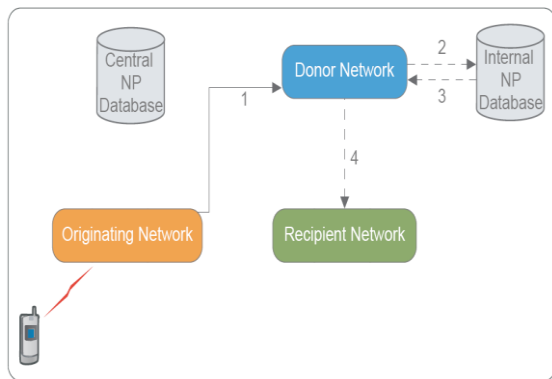 Central
NP
Database
Donor Network
2
Internal
NP
Database
3
1
4
Originating Network
Recipient Network